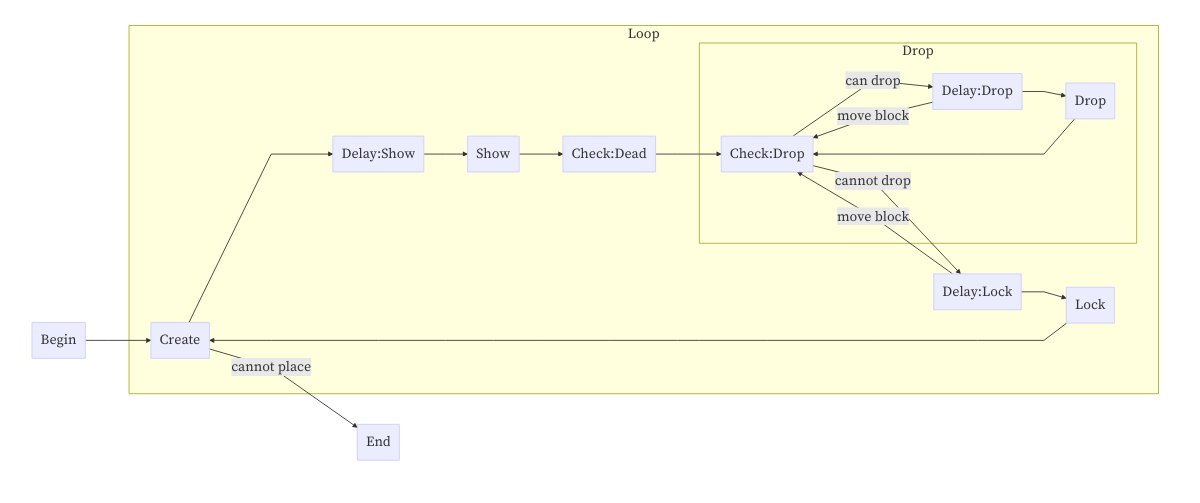 Loop
Drop
can drop
Delay:Drop
Drop
move block
Delay:Show
Show
Check:Dead
Check:Drop
cannot drop
move block
Delay:Lock
Lock
Begin
Create
cannot place
End